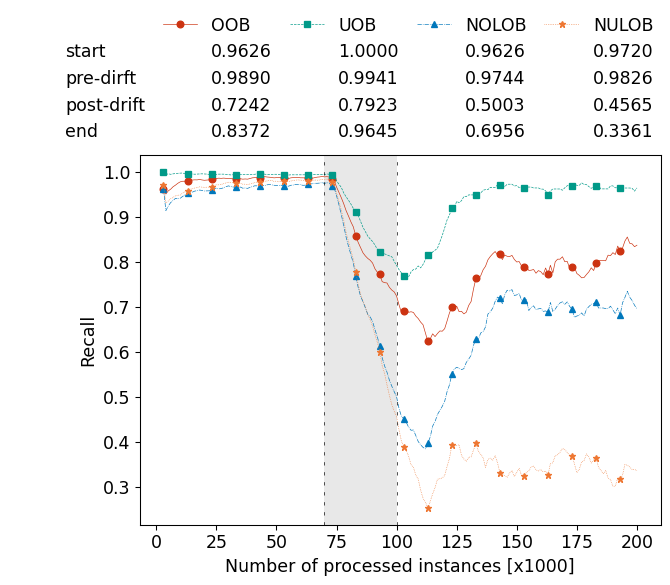 OOB UOB NOLOB NULOB
start 0.9626 1.0000 0.9626 0.9720
pre-dirft 0.9890 0.9941 0.9744 0.9826
post-drift 0.7242 0.7923 0.5003 0.4565
end 0.8372 0.9645 0.6956 0.3361
1.0
0.9
0.8
0.7
0.6
0.5
0.4
0.3
Recall
0 25 50 75 100 125 150 175 200
Number of processed instances [x1000]